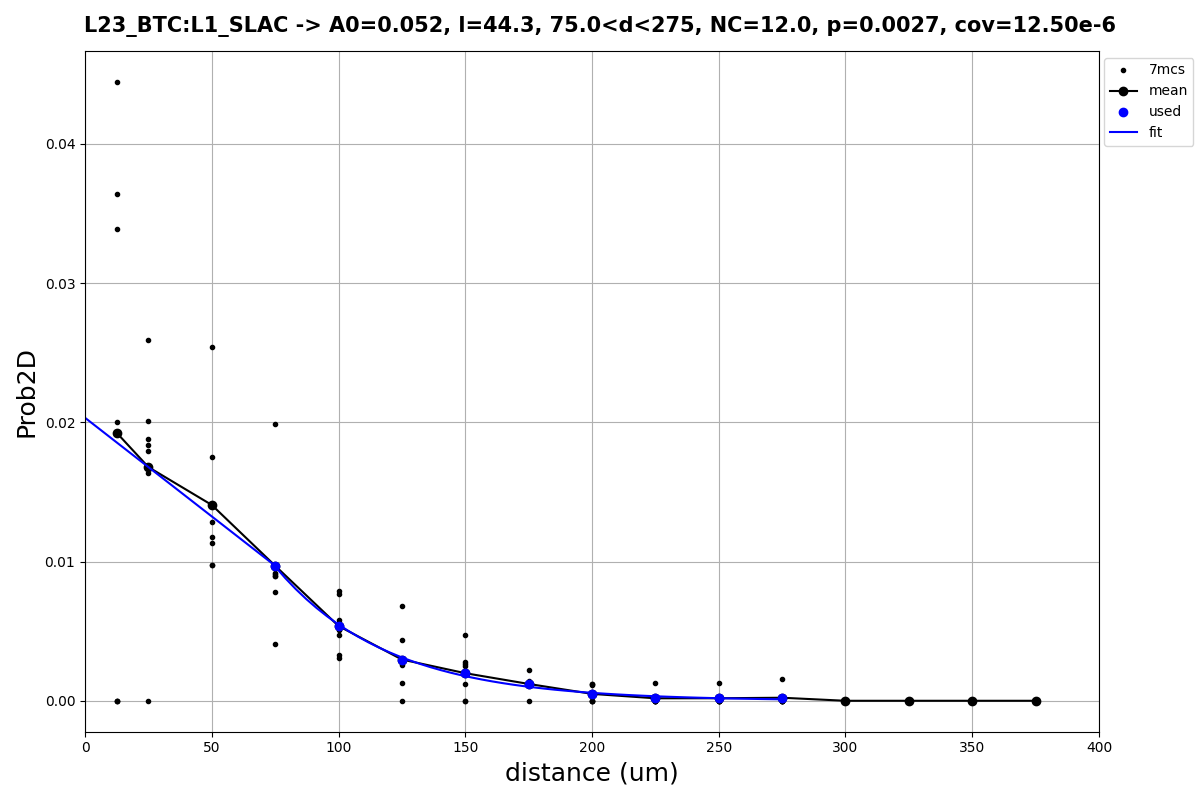 L23_BTC:L1_SLAC -> A0=0.052, l=44.3, 75.0<d<275, NC=12.0, p=0.0027, cov=12.50e-6
7mcs
mean
used
fit
Prob2D
0.04
0.03
0.02
0.01
0.00
0 50 100 150 200 250 300 350 400
distance (um)